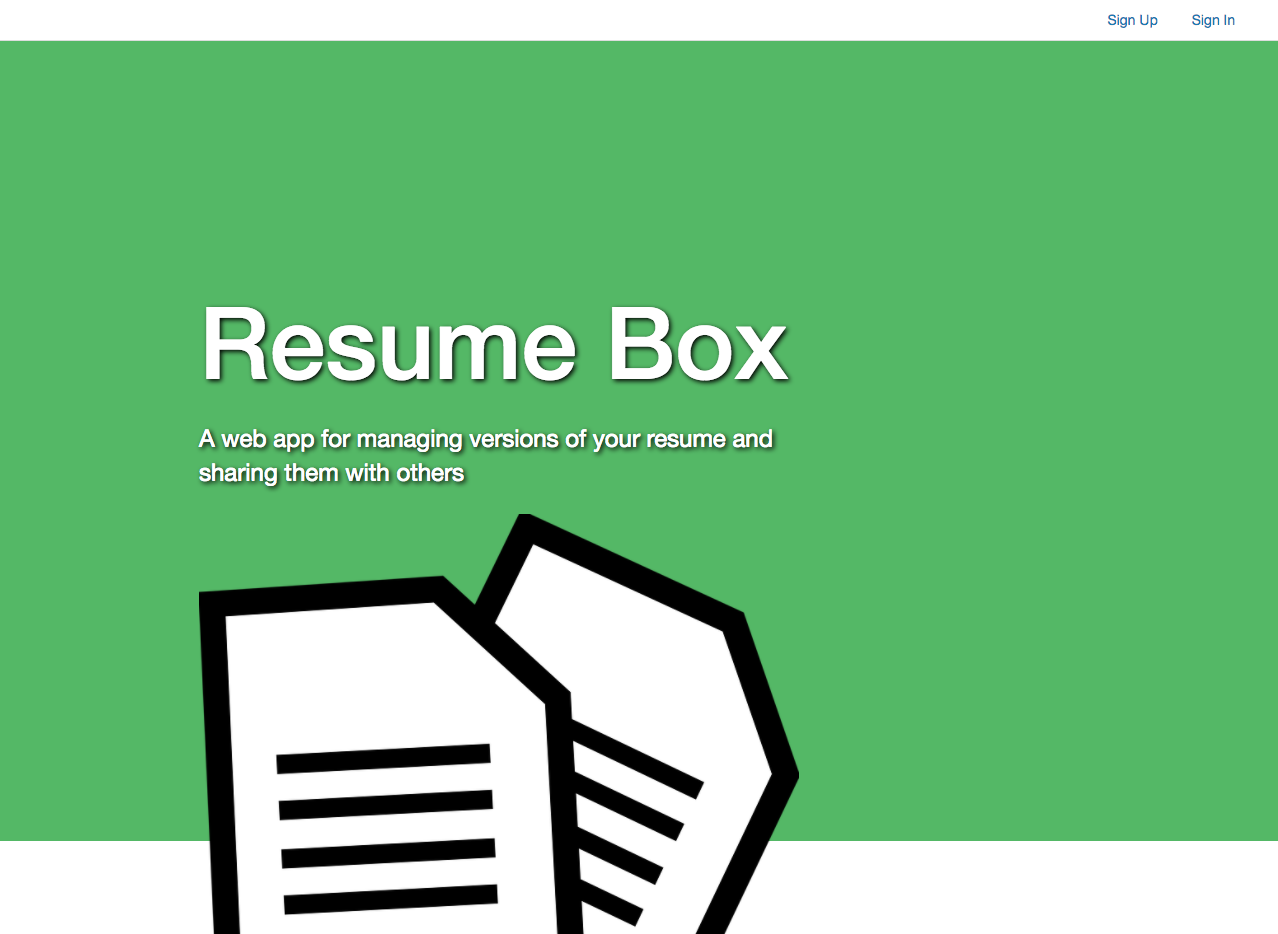 Sign Up Sign In
Resume Box
A web app for managing versions of your resume and
sharing them with others